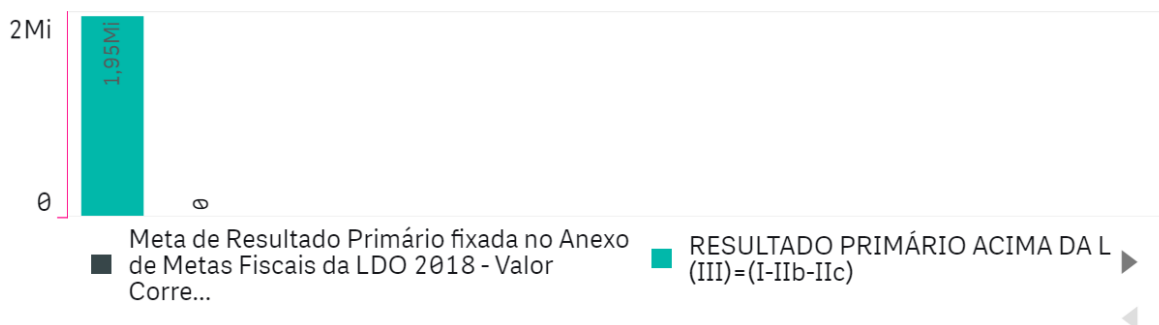 2Mi
1,95Mi
0
0
Meta de Resultado Primário fixada no Anexo
de Metas Fiscais da LDO 2018 - Valor
Corre...
RESULTADO PRIMÁRIO ACIMA DA L
(III)=(I-IIb-IIc)